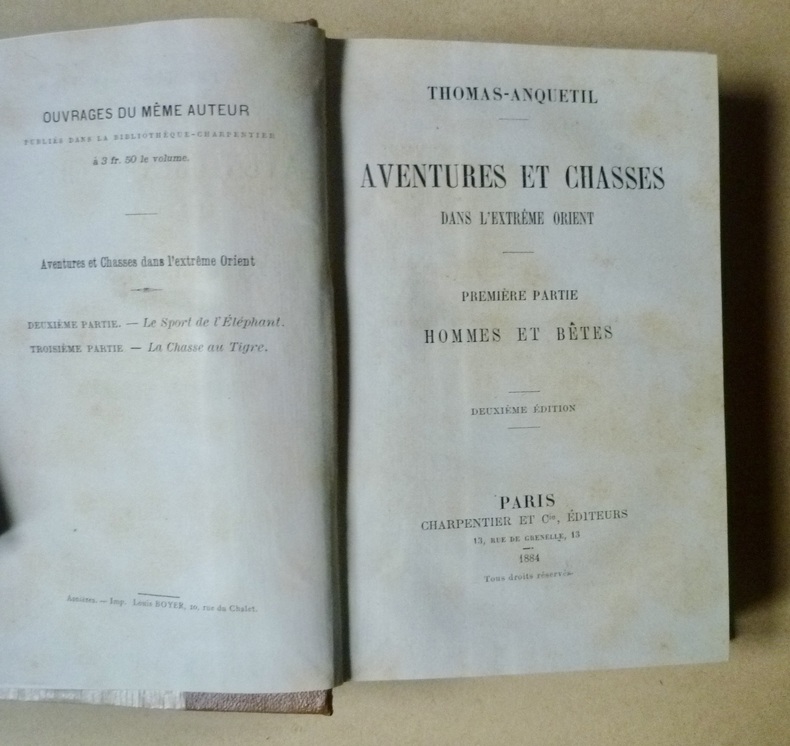 OUVRAGES DU MÊME AUTEUR
PUBLIÉS DANS LA BIBLIOTHÈQUE-CHARPENTIER
à 3 fr. 50 le volume.
Aventures et Chasses dans l'extrême Orient
DEUXIÈME PARTIE. — Le Sport de l'Éléphant.
TROISIÈME PARTIE — La Chasse au Tigre.
Asnières. — Imp. Louis BOYER, 10, rue du Chalet.
THOMAS-ANQUETIL
AVENTURES ET CHASSES
DANS L'EXTRÊME ORIENT
PREMIÈRE PARTIE
HOMMES ET BÊTES
DEUXIÈME ÉDITION
PARIS
CHARPENTIER ET Cie, ÉDITEURS
13, RUE DE GRENELLE, 13
1884
Tous droits réservés